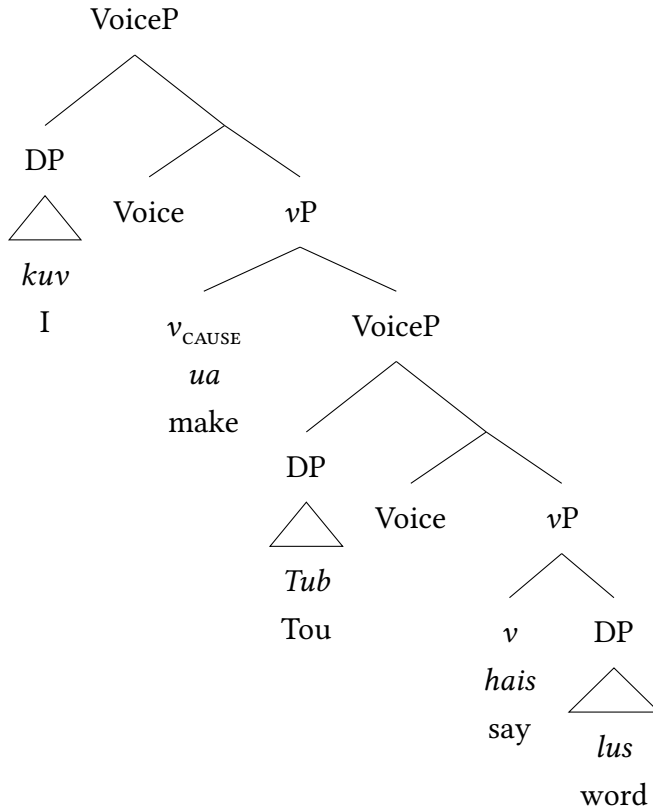 VoiceP
DP
kuv
I
Voice
vP
vCAUSE
ua
make
VoiceP
DP
Tub
Tou
Voice
vP
v
hais
say
DP
lus
word